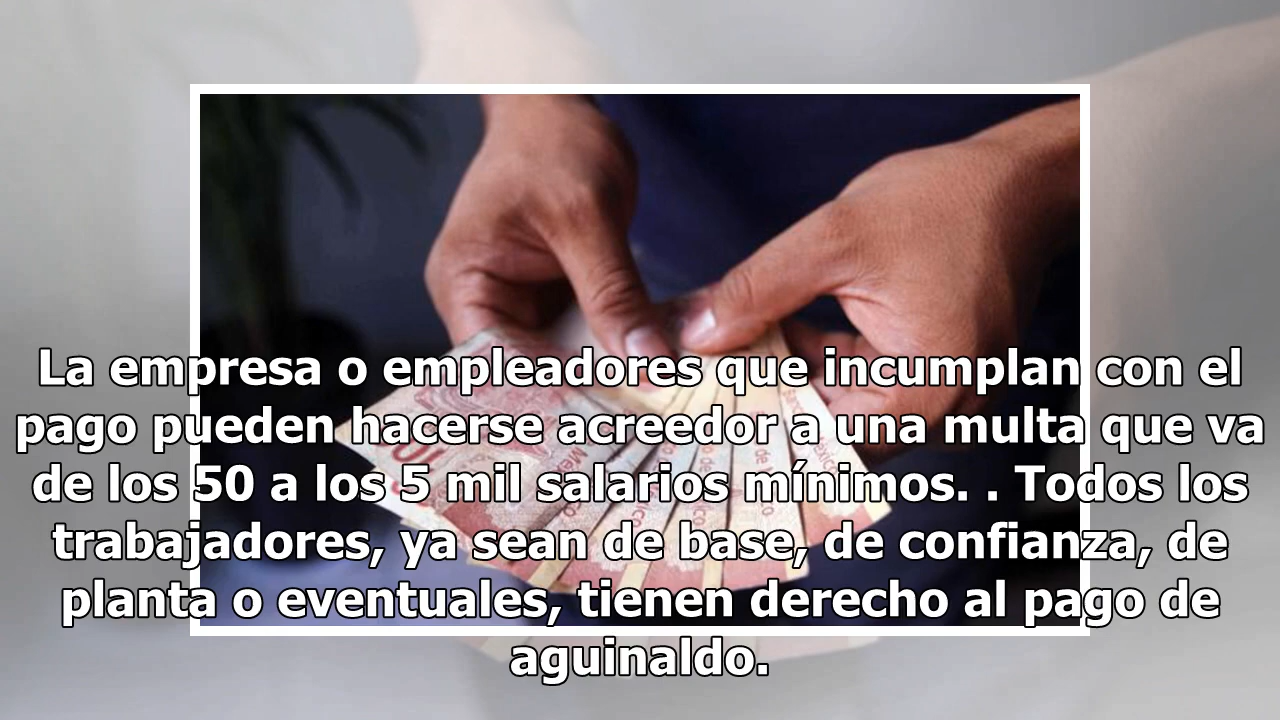 La empresa o empleadores que incumplan con el
pago pueden hacerse acreedor a una multa que va
de los 50 a los 5 mil salarios mínimos. . Todos los
trabajadores, ya sean de base, de confianza, de
planta o eventuales, tienen derecho al pago de
aguinaldo.